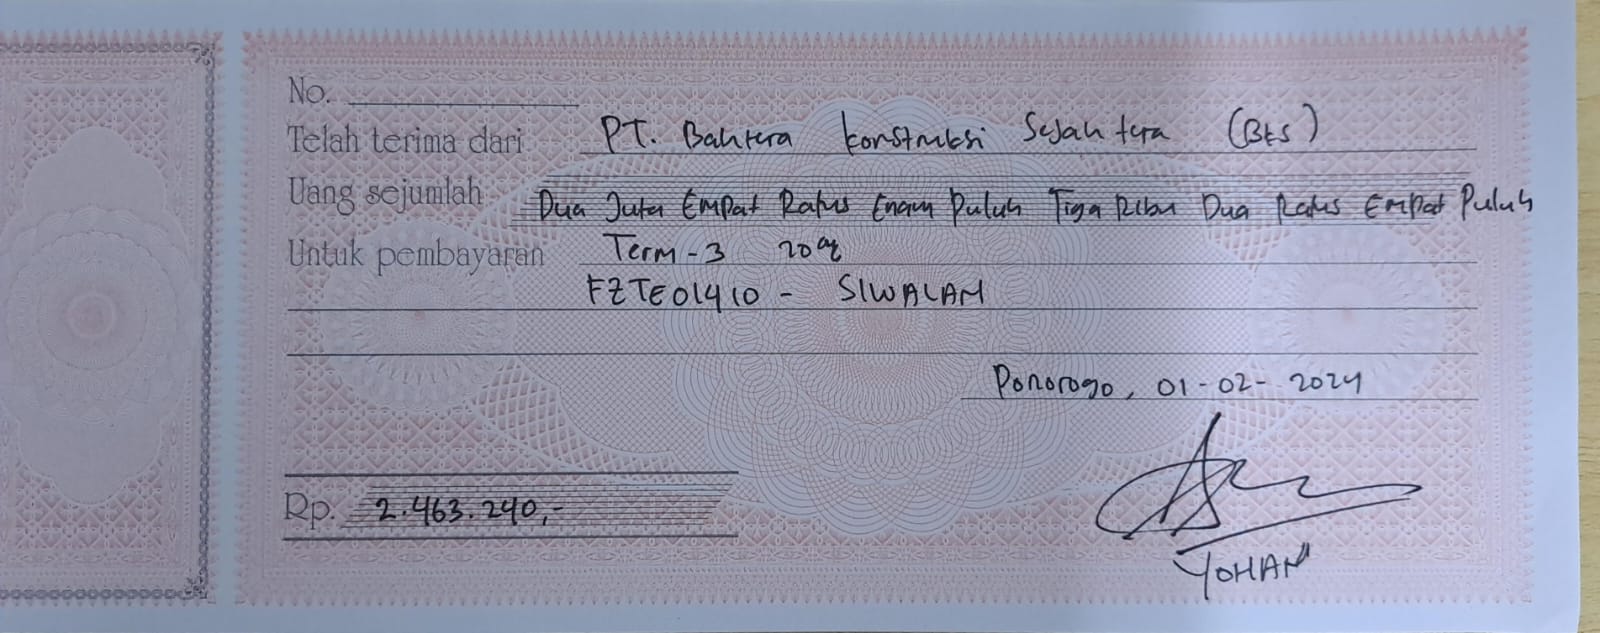 No.
Telah terima dari PT. Bahtera Konstruksi Sejahtera (BKS)
Uang sejumlah Dua Juta Empat Ratus Enam Puluh Tiga Ribu Dua Ratus Empat Puluh
Untuk pembayaran Term-3 20%
FZTE01410 - SIWALAN
Ponorogo, 01-02-2024
Rp. 2.463.240,-
YOHAN